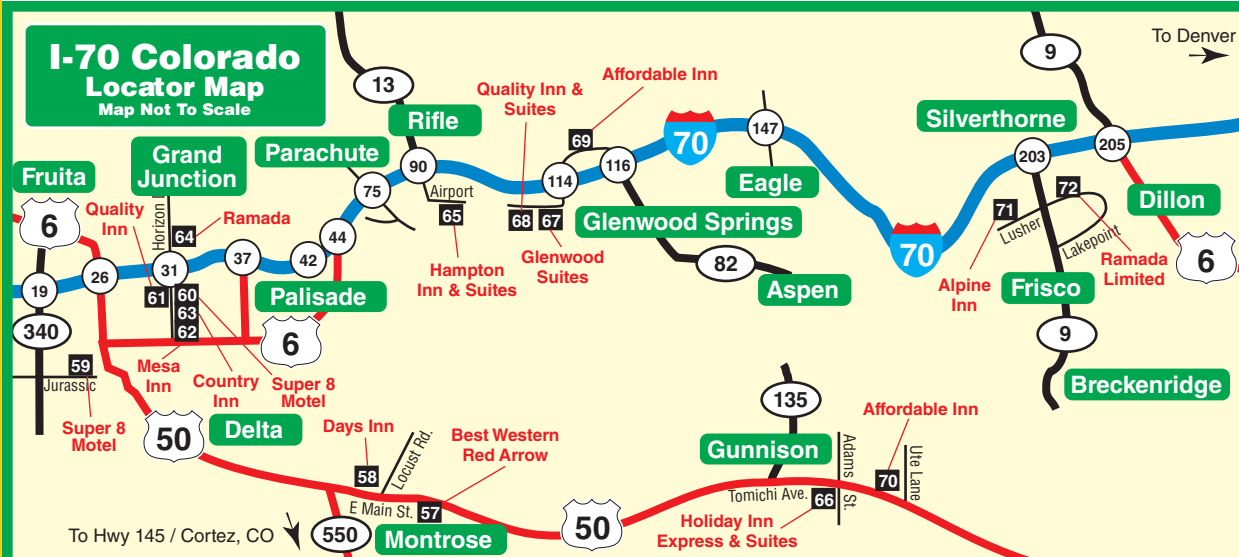 I-70 Colorado
Locator Map
Map Not To Scale
To Denver
9
13
Rifle
Affordable Inn
Quality Inn &
Suites
69
70
147
Silverthorne
203
205
Grand
Junction
Parachute
90
75
114
116
Eagle
Fruita
6
Quality
Inn
Horizon
64
Ramada
Airport
65
68
67
Glenwood Springs
71
72
Dillon
Lusher
Lakepoint
6
19
26
31
37
42
44
Hampton
Inn & Suites
Glenwood
Suites
82
Aspen
70
Alpine
Inn
Frisco
Ramada
Limited
61
60
63
62
Palisade
340
6
9
59
Jurassic
Mesa
Inn
Country
Inn
Super 8
Motel
Breckenridge
Super 8
Motel
50
Delta
Days Inn
Locust Rd.
Best Western
Red Arrow
135
Gunnison
Affordable Inn
58
E Main St.
57
Tomichi Ave.
66
Adams St.
70
Ute Lane
To Hwy 145 / Cortez, CO
550
Montrose
50
Holiday Inn
Express & Suites